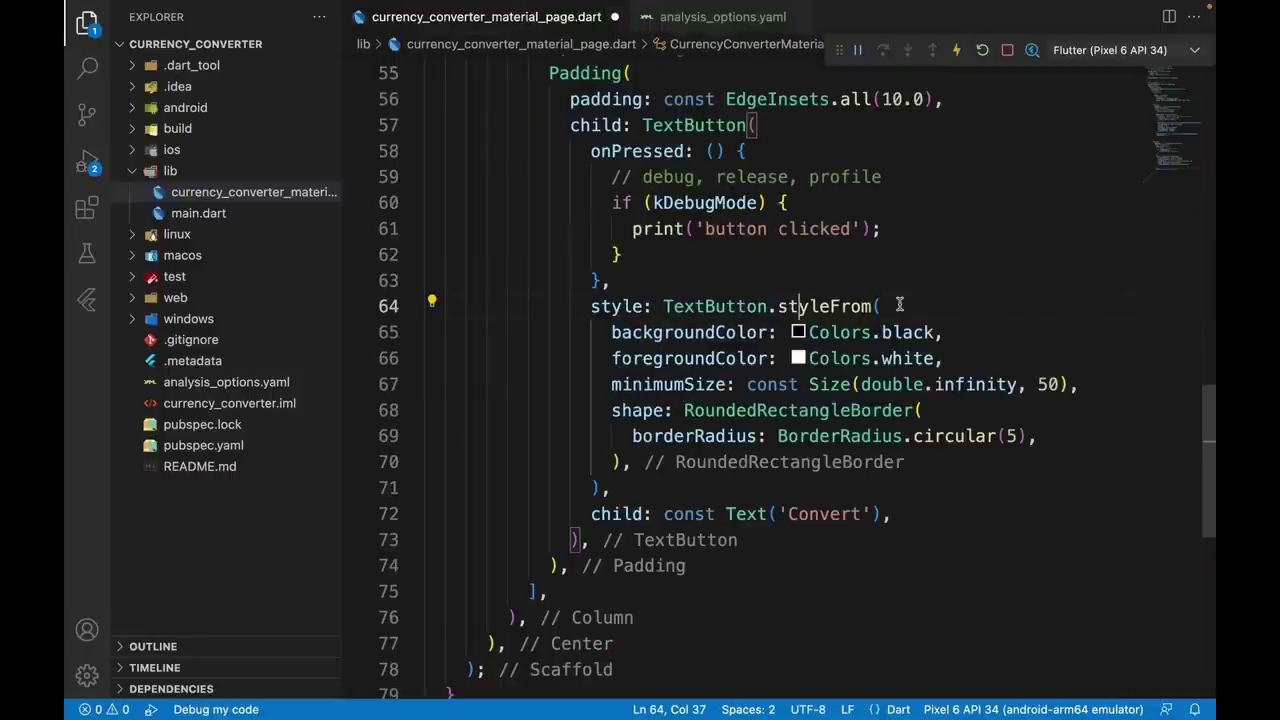 EXPLORER
CURRENCY_CONVERTER
.dart_tool
.idea
android
build
ios
lib
currency_converter_materi...
main.dart
linux
macos
test
web
windows
.gitignore
.metadata
analysis_options.yaml
currency_converter.iml
pubspec.lock
pubspec.yaml
README.md
OUTLINE
TIMELINE
DEPENDENCIES
1
2
currency_converter_material_page.dart
analysis_options.yaml
lib > currency_converter_material_page.dart > CurrencyConverterMateria
Flutter (Pixel 6 API 34)
55 Padding(
56 padding: const EdgeInsets.all(10.0),
57 child: TextButton(
58 onPressed: () {
59 // debug, release, profile
60 if (kDebugMode) {
61 print('button clicked');
62 }
63 },
64 style: TextButton.styleFrom(
65 backgroundColor: Colors.black,
66 foregroundColor: Colors.white,
67 minimumSize: const Size(double.infinity, 50),
68 shape: RoundedRectangleBorder(
69 borderRadius: BorderRadius.circular(5),
70 ), // RoundedRectangleBorder
71 ),
72 child: const Text('Convert'),
73 ), // TextButton
74 ), // Padding
75 ],
76 ), // Column
77 ), // Center
78 ); // Scaffold
79 }
0 0 Debug my code Ln 64, Col 37 Spaces: 2 UTF-8 LF {} Dart Pixel 6 API 34 (android-arm64 emulator)